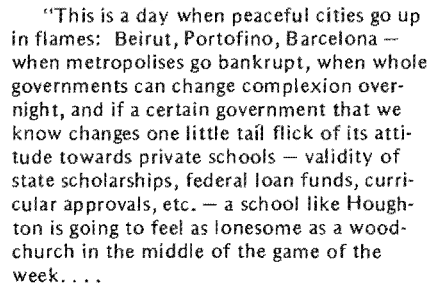 "This is a day when peaceful cities go up
in flames: Beirut, Portofino, Barcelona —
when metropolises go bankrupt, when whole
governments can change complexion over-
night, and if a certain government that we
know changes one little tail flick of its atti-
tude towards private schools — validity of
state scholarships, federal loan funds, curri-
cular approvals, etc. — a school like Hough-
ton is going to feel as lonesome as a wood-
church in the middle of the game of the
week. . . .